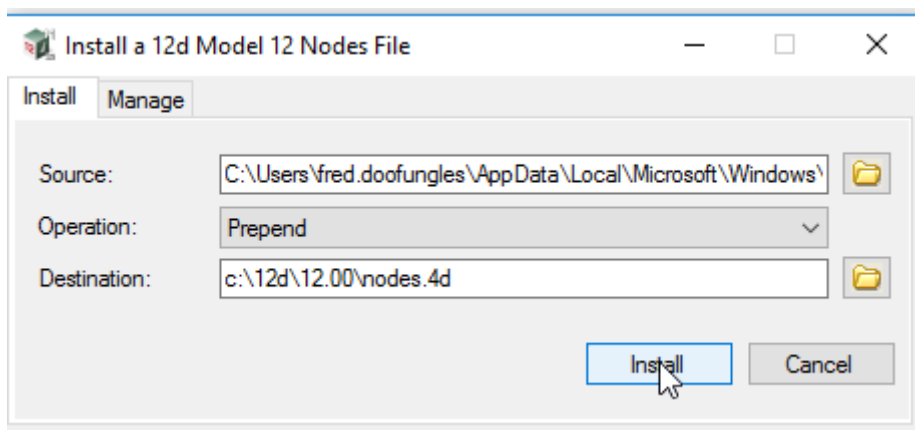 Install a 12d Model 12 Nodes File
Install Manage
Source: C:\Users\fred.doofungles\AppData\Local\Microsoft\Windows\
Operation: Prepend
Destination: c:\12d\12.00\nodes.4d
Install Cancel